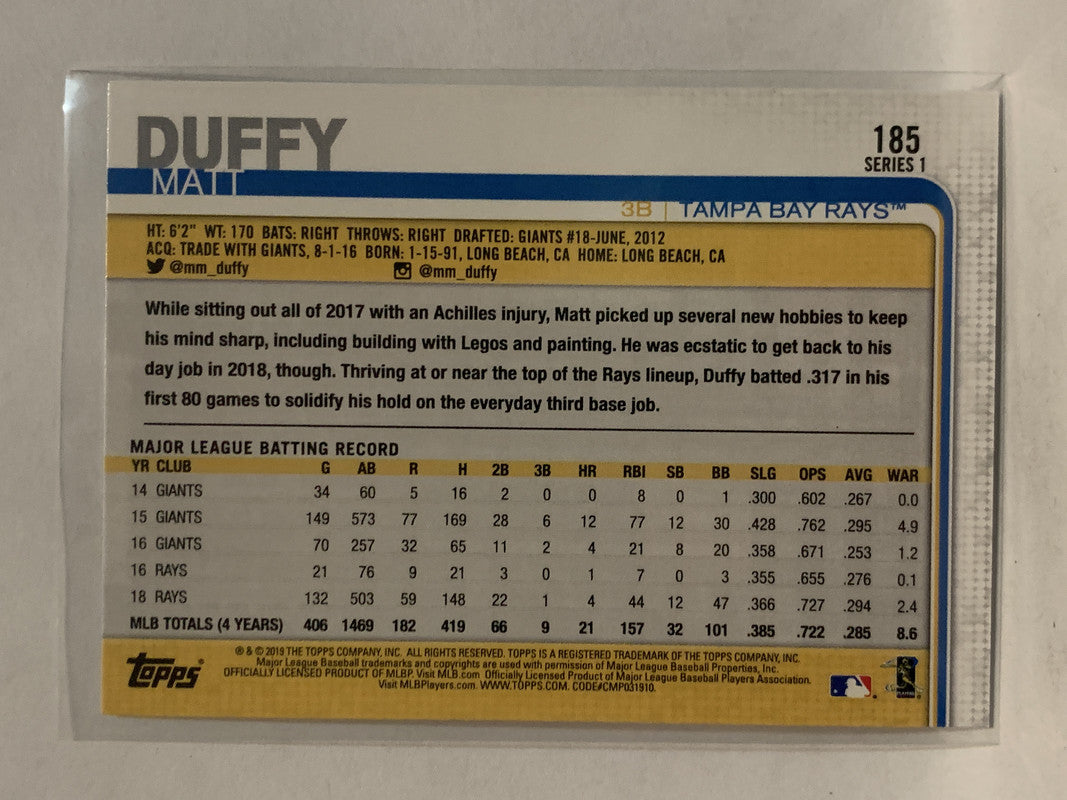 DUFFY
MATT
185
SERIES 1
3B | TAMPA BAY RAYS™
HT: 6'2" WT: 170 BATS: RIGHT THROWS: RIGHT DRAFTED: GIANTS #18-JUNE, 2012
ACQ: TRADE WITH GIANTS, 8-1-16 BORN: 1-15-91, LONG BEACH, CA HOME: LONG BEACH, CA
@mm_duffy @mm_duffy
While sitting out all of 2017 with an Achilles injury, Matt picked up several new hobbies to keep
his mind sharp, including building with Legos and painting. He was ecstatic to get back to his
day job in 2018, though. Thriving at or near the top of the Rays lineup, Duffy batted .317 in his
first 80 games to solidify his hold on the everyday third base job.
MAJOR LEAGUE BATTING RECORD
YR CLUB G AB R H 2B 3B HR RBI SB BB SLG OPS AVG WAR
14 GIANTS 34 60 5 16 2 0 0 8 0 1 .300 .602 .267 0.0
15 GIANTS 149 573 77 169 28 6 12 77 12 30 .428 .762 .295 4.9
16 GIANTS 70 257 32 65 11 2 4 21 8 20 .358 .671 .253 1.2
16 RAYS 21 76 9 21 3 0 1 7 0 3 .355 .655 .276 0.1
18 RAYS 132 503 59 148 22 1 4 44 12 47 .366 .727 .294 2.4
MLB TOTALS (4 YEARS) 406 1469 182 419 66 9 21 157 32 101 .385 .722 .285 8.6
Topps®
® & © 2019 THE TOPPS COMPANY, INC. ALL RIGHTS RESERVED. TOPPS IS A REGISTERED TRADEMARK OF THE TOPPS COMPANY, INC.
Major League Baseball trademarks and copyrights are used with permission of Major League Baseball Properties, Inc.
OFFICIALLY LICENSED PRODUCT OF MLBP. Visit MLB.com Officially Licensed Product of Major League Baseball Players Association.
Visit MLBPlayers.com. WWW.TOPPS.COM. CODE#CMP031910.